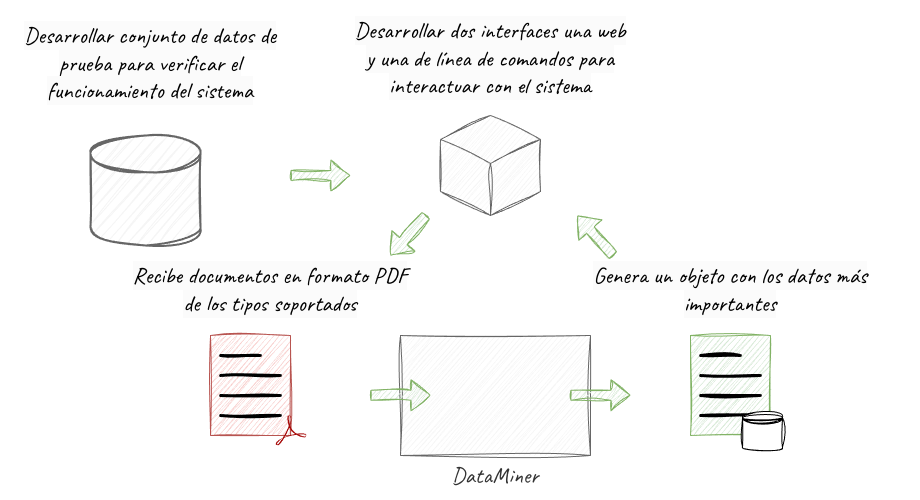 Desarrollar conjunto de datos de
prueba para verificar el
funcionamiento del sistema
Desarrollar dos interfaces una web
y una de línea de comandos para
interactuar con el sistema
Recibe documentos en formato PDF
de los tipos soportados
Genera un objeto con los datos más
importantes
DataMiner